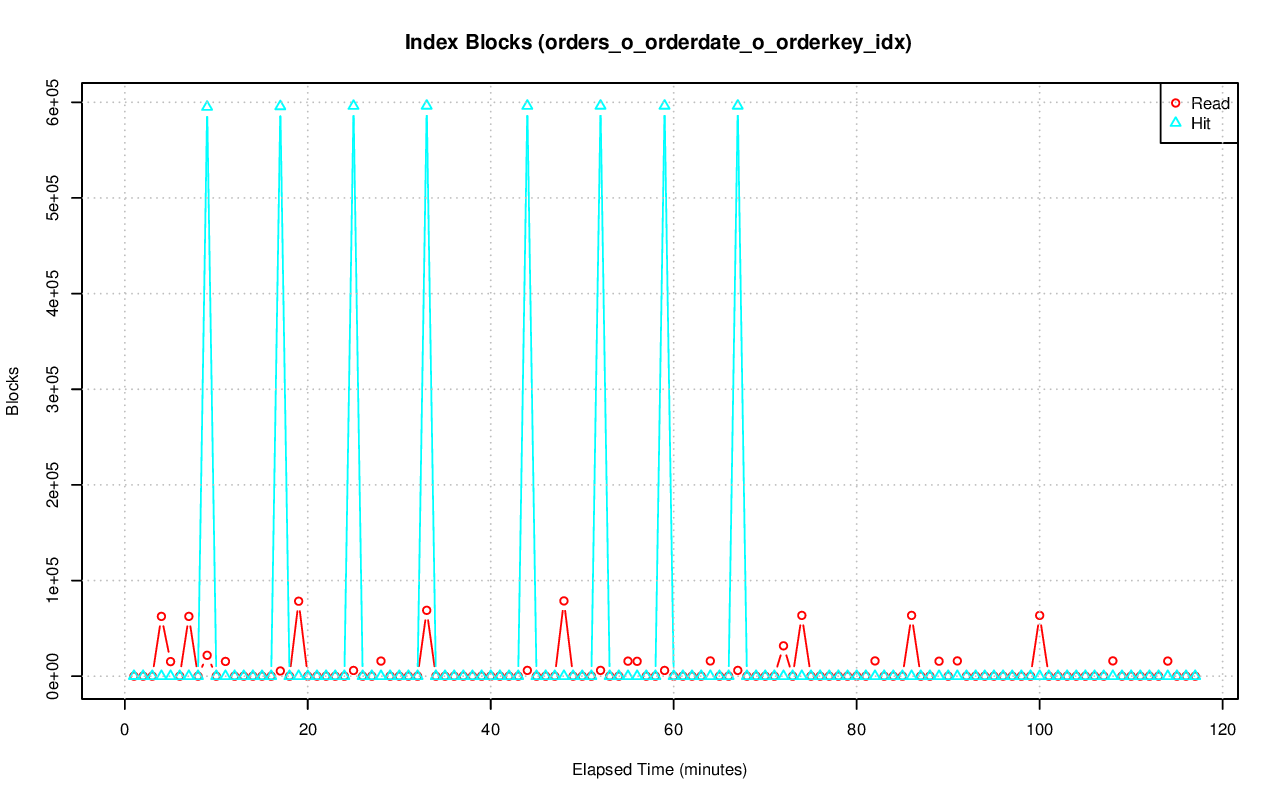 Index Blocks (orders_o_orderdate_o_orderkey_idx)
Read
Hit
6e+05
5e+05
4e+05
3e+05
2e+05
1e+05
0e+00
Blocks
0 20 40 60 80 100 120
Elapsed Time (minutes)